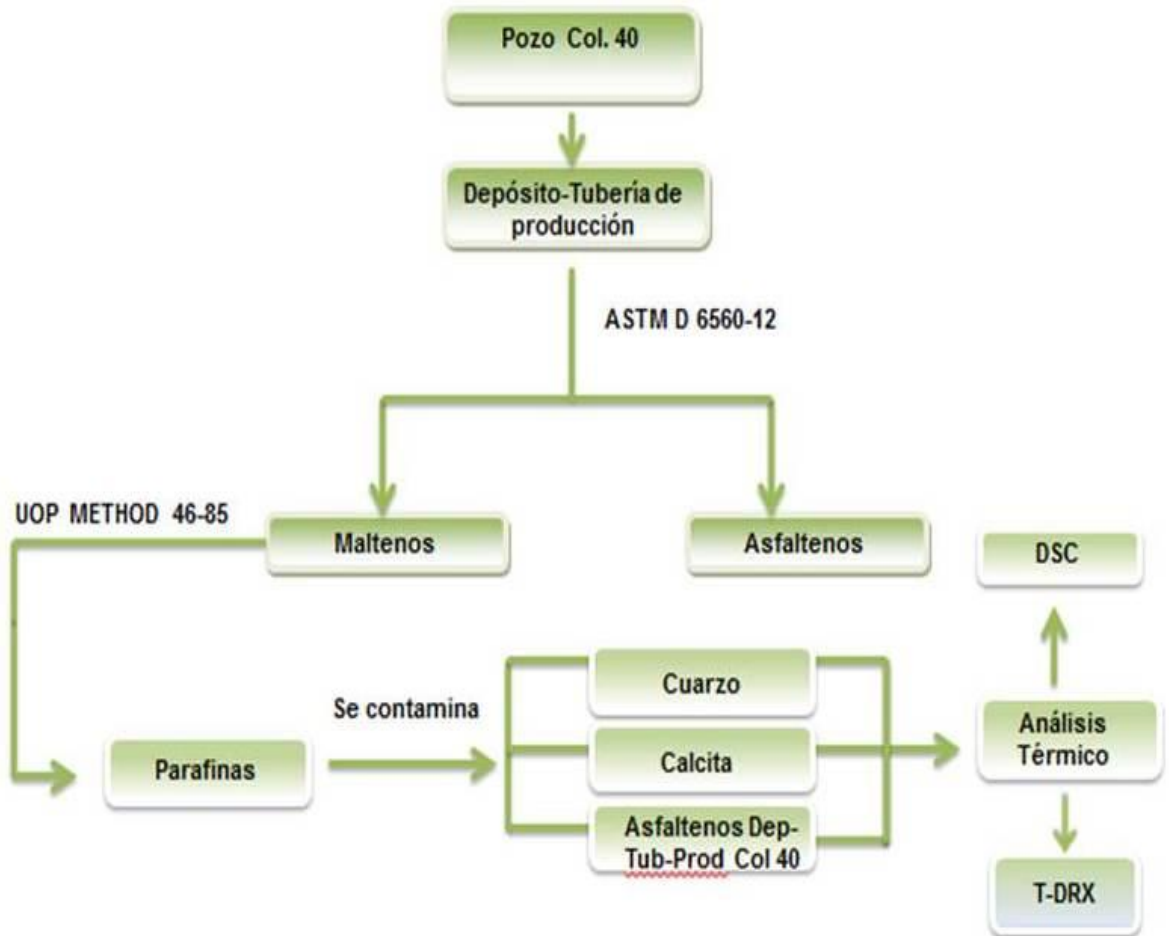 Pozo Col. 40
Depósito-Tubería de
producción
ASTM D 6560-12
UOP METHOD 46-85
Maltenos
Asfaltenos
DSC
Se contamina
Cuarzo
Parafinas
Calcita
Análisis
Térmico
Asfaltenos Dep-
Tub-Prod Col 40
T-DRX